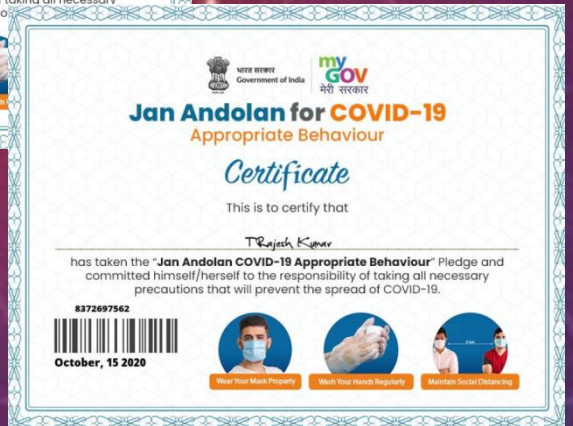 taking all necessary
भारत सरकार
Government of India
my
GOV
मेरी सरकार
Jan Andolan for COVID-19
Appropriate Behaviour
Certificate
This is to certify that
T Rajesh Kumar
has taken the "Jan Andolan COVID-19 Appropriate Behaviour" Pledge and
committed himself/herself to the responsibility of taking all necessary
precautions that will prevent the spread of COVID-19.
8372697562
October, 15 2020
Wear Your Mask Properly
Wash Your Hands Regularly
Maintain Social Distancing